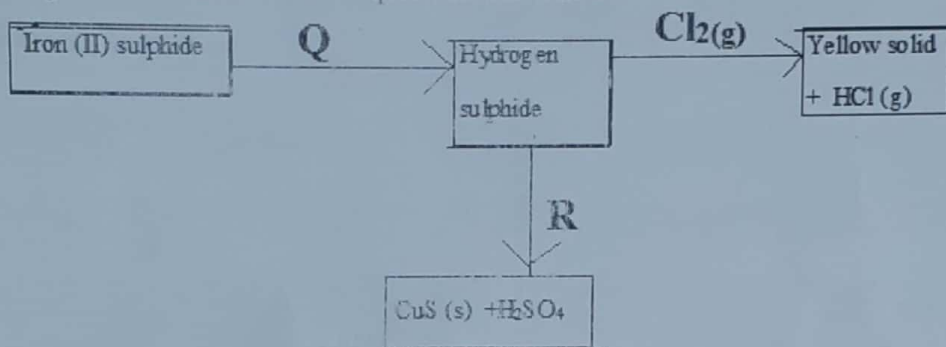 Iron (II) sulphide
Q
Hydrogen
sulphide
Cl₂(g)
Yellow solid
+ HCl (g)
R
CuS (s) +H₂SO₄